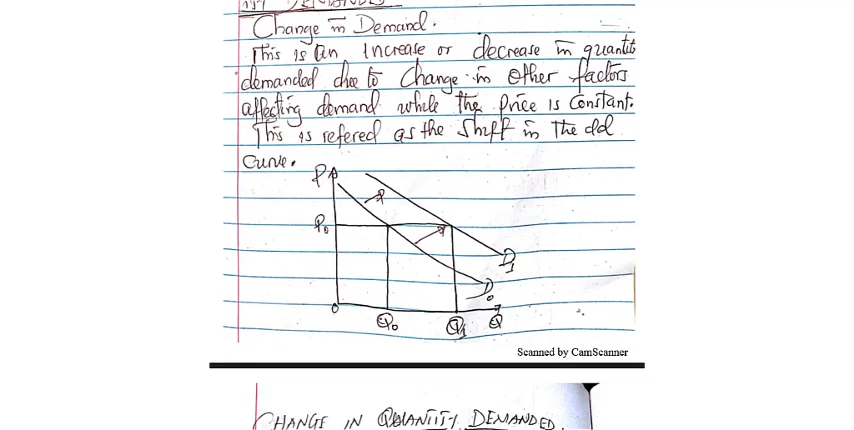 DEMANDED
Change in Demand.
This is an increase or decrease in quantit
demanded due to change in other factors
affecting demand while the price is constant.
This is refered as the shift in the dd
curve.
P
P0
D1
D0
O
Q0 Q1 Q
Scanned by CamScanner
CHANGE IN QUANTITY DEMANDED.